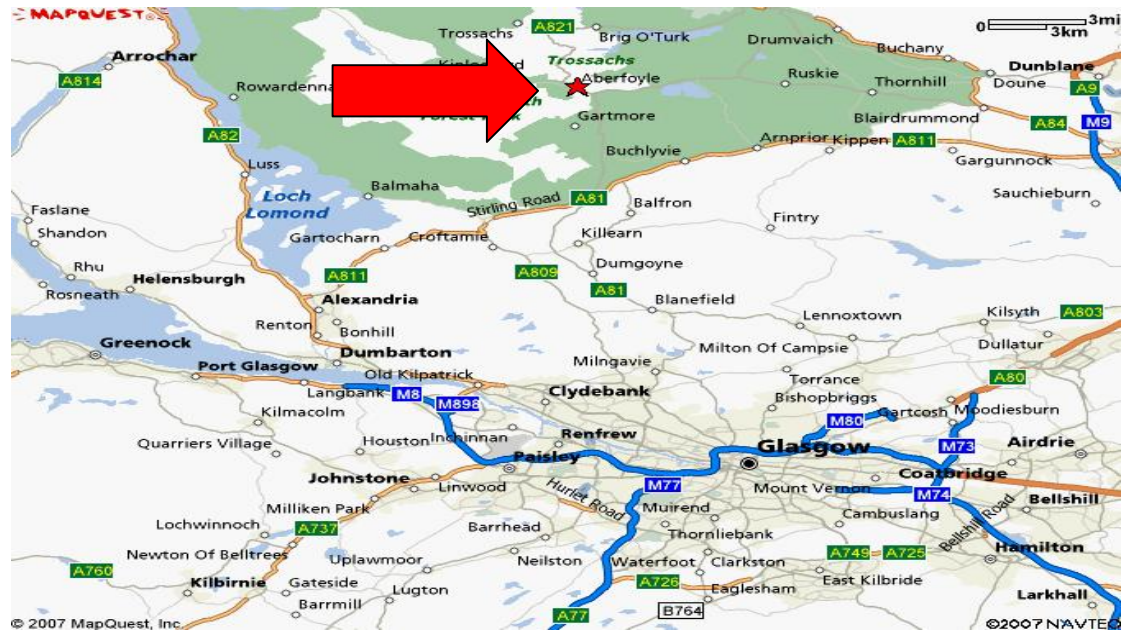 MAPQUEST
3mi
0
3km
A821
Trossachs
Brig O'Turk
Drumvaich
Buchany
Arrochar
Dunblane
A814
Trossachs
Aberfoyle
Ruskie
Thornhill
Doune
A9
Rowardenna
Forest Park
Gartmore
Blairdrummond
A84
M9
A82
Arnprior
Kippen
A811
Luss
Buchlyvie
Gargunnock
Balmaha
Loch
Lomond
Stirling Road
A81
Balfron
Sauchieburn
Faslane
Fintry
Shandon
Gartocharn
Croftamie
Killearn
Rhu
Helensburgh
A811
A809
Dumgoyne
Rosneath
A81
Alexandria
Blanefield
Lennoxtown
Kilsyth
A803
Renton
Bonhill
Greenock
Dumbarton
Milngavie
Milton Of Campsie
Dullatur
Port Glasgow
Old Kilpatrick
Torrance
A80
Langbank
M8
M898
Clydebank
Bishopbriggs
Kilmacolm
M80
Gartcosh
Moodiesburn
Quarriers Village
Houston
Inchinnan
Renfrew
Glasgow
M73
Airdrie
Paisley
Johnstone
Linwood
M77
Mount Vernon
Coatbridge
M74
Hurlet Road
Bellshill
Milliken Park
Muirend
Cambuslang
Bellshill Road
Lochwinnoch
A737
Barrhead
Thornliebank
Newton Of Belltrees
Uplawmoor
Neilston
Waterfoot
Clarkston
A749
A725
Hamilton
A760
Kilbirnie
Gateside
Lugton
A726
Eaglesham
East Kilbride
Barrmill
B764
Larkhall
A77
© 2007 MapQuest, Inc
©2007 NAVTEQ